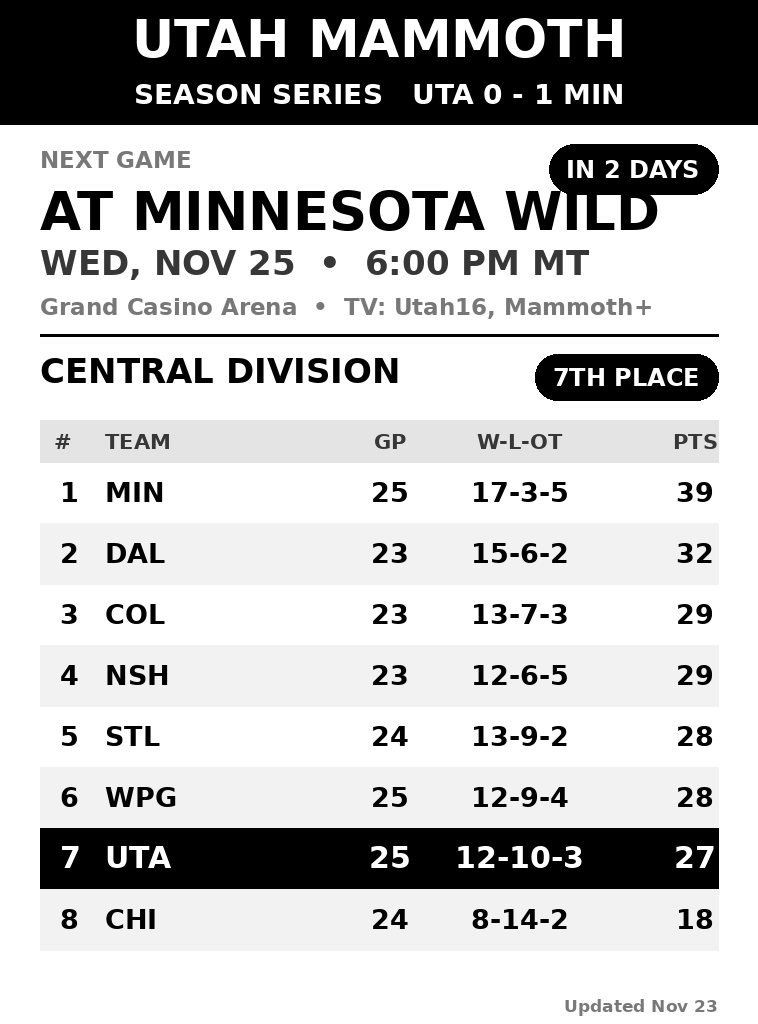 UTAH MAMMOTH
SEASON SERIES UTA 0 - 1 MIN
NEXT GAME
IN 2 DAYS
AT MINNESOTA WILD
WED, NOV 25 • 6:00 PM MT
Grand Casino Arena • TV: Utah16, Mammoth+
CENTRAL DIVISION
7TH PLACE
# TEAM GP W-L-OT PTS
1 MIN 25 17-3-5 39
2 DAL 23 15-6-2 32
3 COL 23 13-7-3 29
4 NSH 23 12-6-5 29
5 STL 24 13-9-2 28
6 WPG 25 12-9-4 28
7 UTA 25 12-10-3 27
8 CHI 24 8-14-2 18
Updated Nov 23